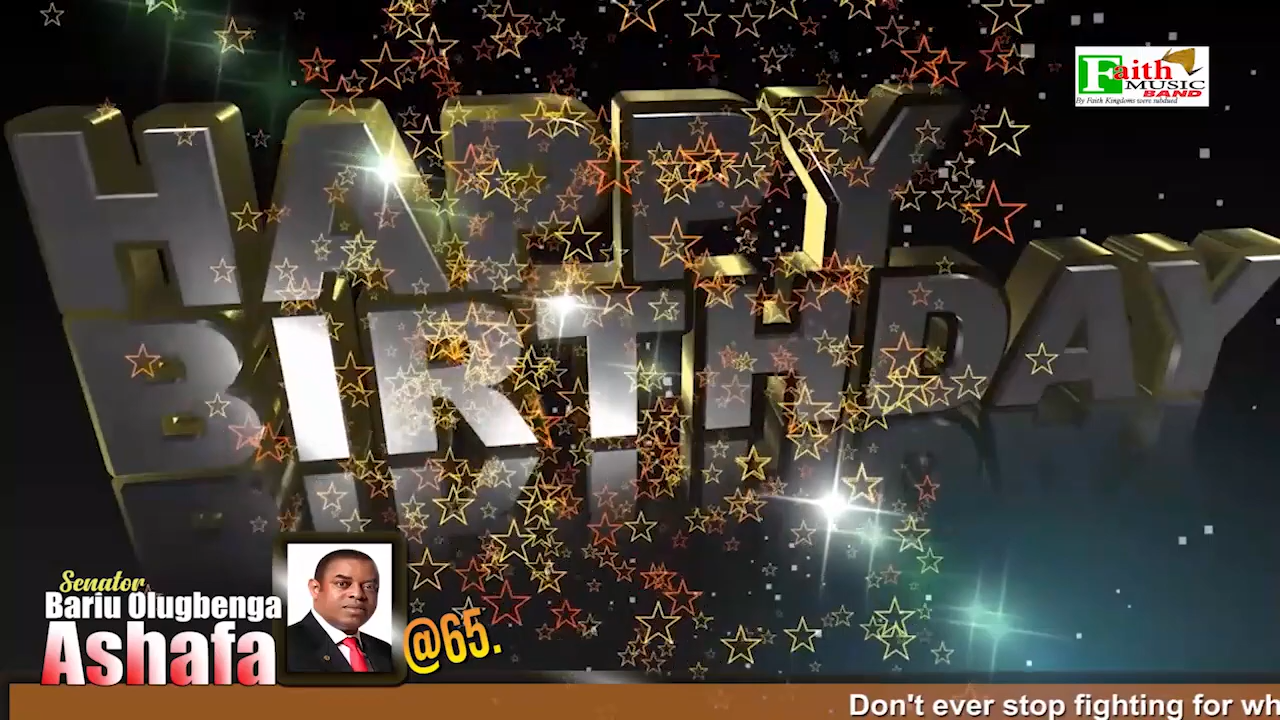 Faith
MUSIC
BAND
By Faith Kingdoms were subdued
HAPPY
BIRTHDAY
Senator
Bariu Olugbenga
Ashafa
@65.
Don't ever stop fighting for wh